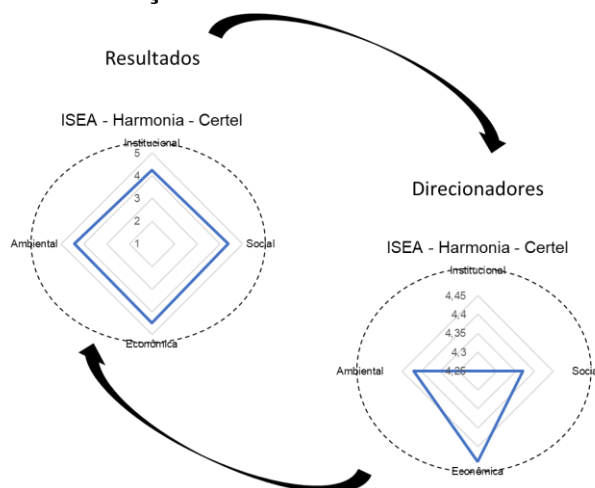 Resultados
ISEA - Harmonia - Certel
Institucional
5
4
3
2
1
Ambiental
Social
Econômica
Direcionadores
ISEA - Harmonia - Certel
Institucional
4,45
4,4
4,35
4,3
4,25
Ambiental
Social
Econômica